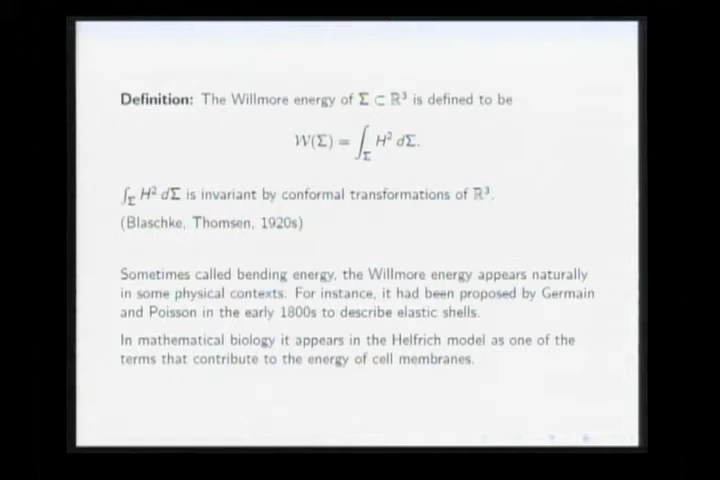 Definition: The Willmore energy of Σ ⊂ ℝ³ is defined to be
W(Σ) = ∫_Σ H² dΣ.
∫_Σ H² dΣ is invariant by conformal transformations of ℝ³.
(Blaschke, Thomsen, 1920s)
Sometimes called bending energy, the Willmore energy appears naturally
in some physical contexts. For instance, it had been proposed by Germain
and Poisson in the early 1800s to describe elastic shells.
In mathematical biology it appears in the Helfrich model as one of the
terms that contribute to the energy of cell membranes.